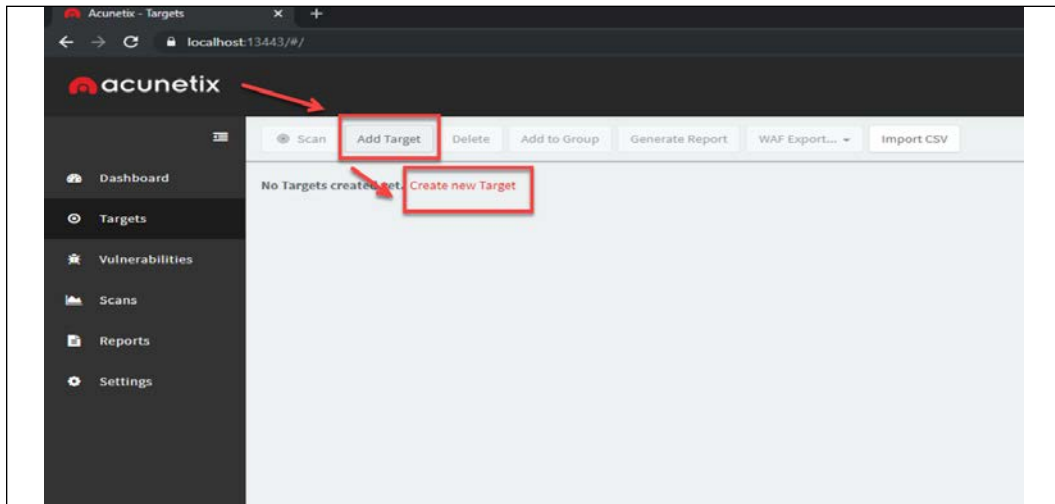 Acunetix - Targets
localhost:13443/#/
acunetix
Scan Add Target Delete Add to Group Generate Report WAF Export... Import CSV
Dashboard
No Targets created yet. Create new Target
Targets
Vulnerabilities
Scans
Reports
Settings